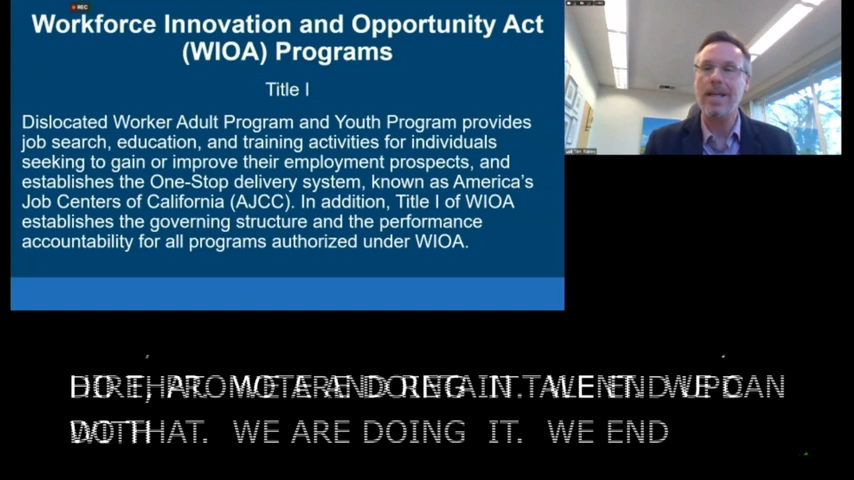 REC
Workforce Innovation and Opportunity Act
(WIOA) Programs
Title I
Dislocated Worker Adult Program and Youth Program provides
job search, education, and training activities for individuals
seeking to gain or improve their employment prospects, and
establishes the One-Stop delivery system, known as America's
Job Centers of California (AJCC). In addition, Title I of WIOA
establishes the governing structure and the performance
accountability for all programs authorized under WIOA.
THAT. WE ARE DOING IT. WE END